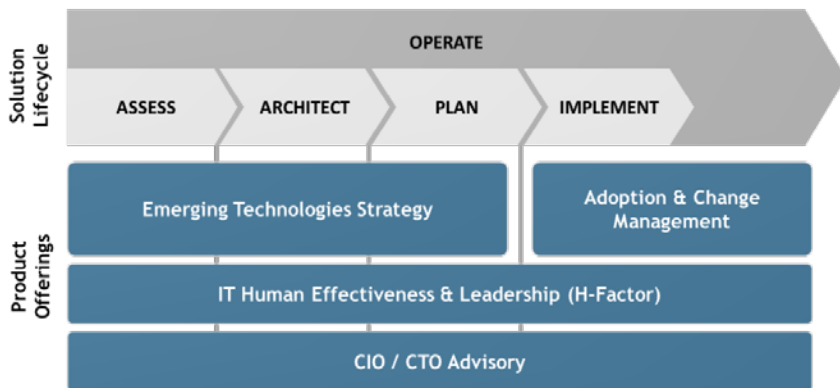 Solution
Lifecycle
OPERATE
ASSESS
ARCHITECT
PLAN
IMPLEMENT
Product
Offerings
Emerging Technologies Strategy
Adoption & Change
Management
IT Human Effectiveness & Leadership (H-Factor)
CIO / CTO Advisory